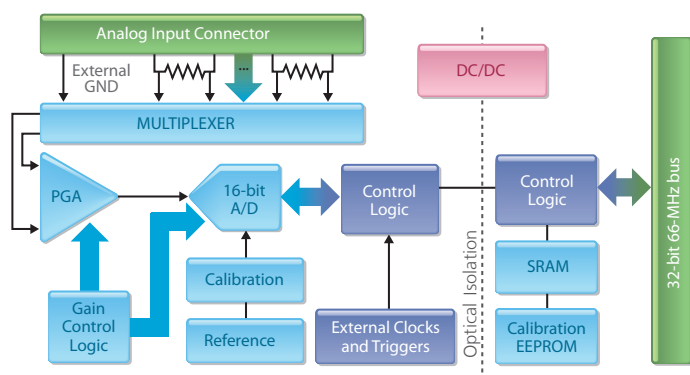 Analog Input Connector
External
GND
...
DC/DC
MULTIPLEXER
PGA
16-bit
A/D
Control
Logic
Control
Logic
32-bit 66-MHz bus
Optical Isolation
Calibration
SRAM
Gain
Control
Logic
Reference
External Clocks
and Triggers
Calibration
EEPROM